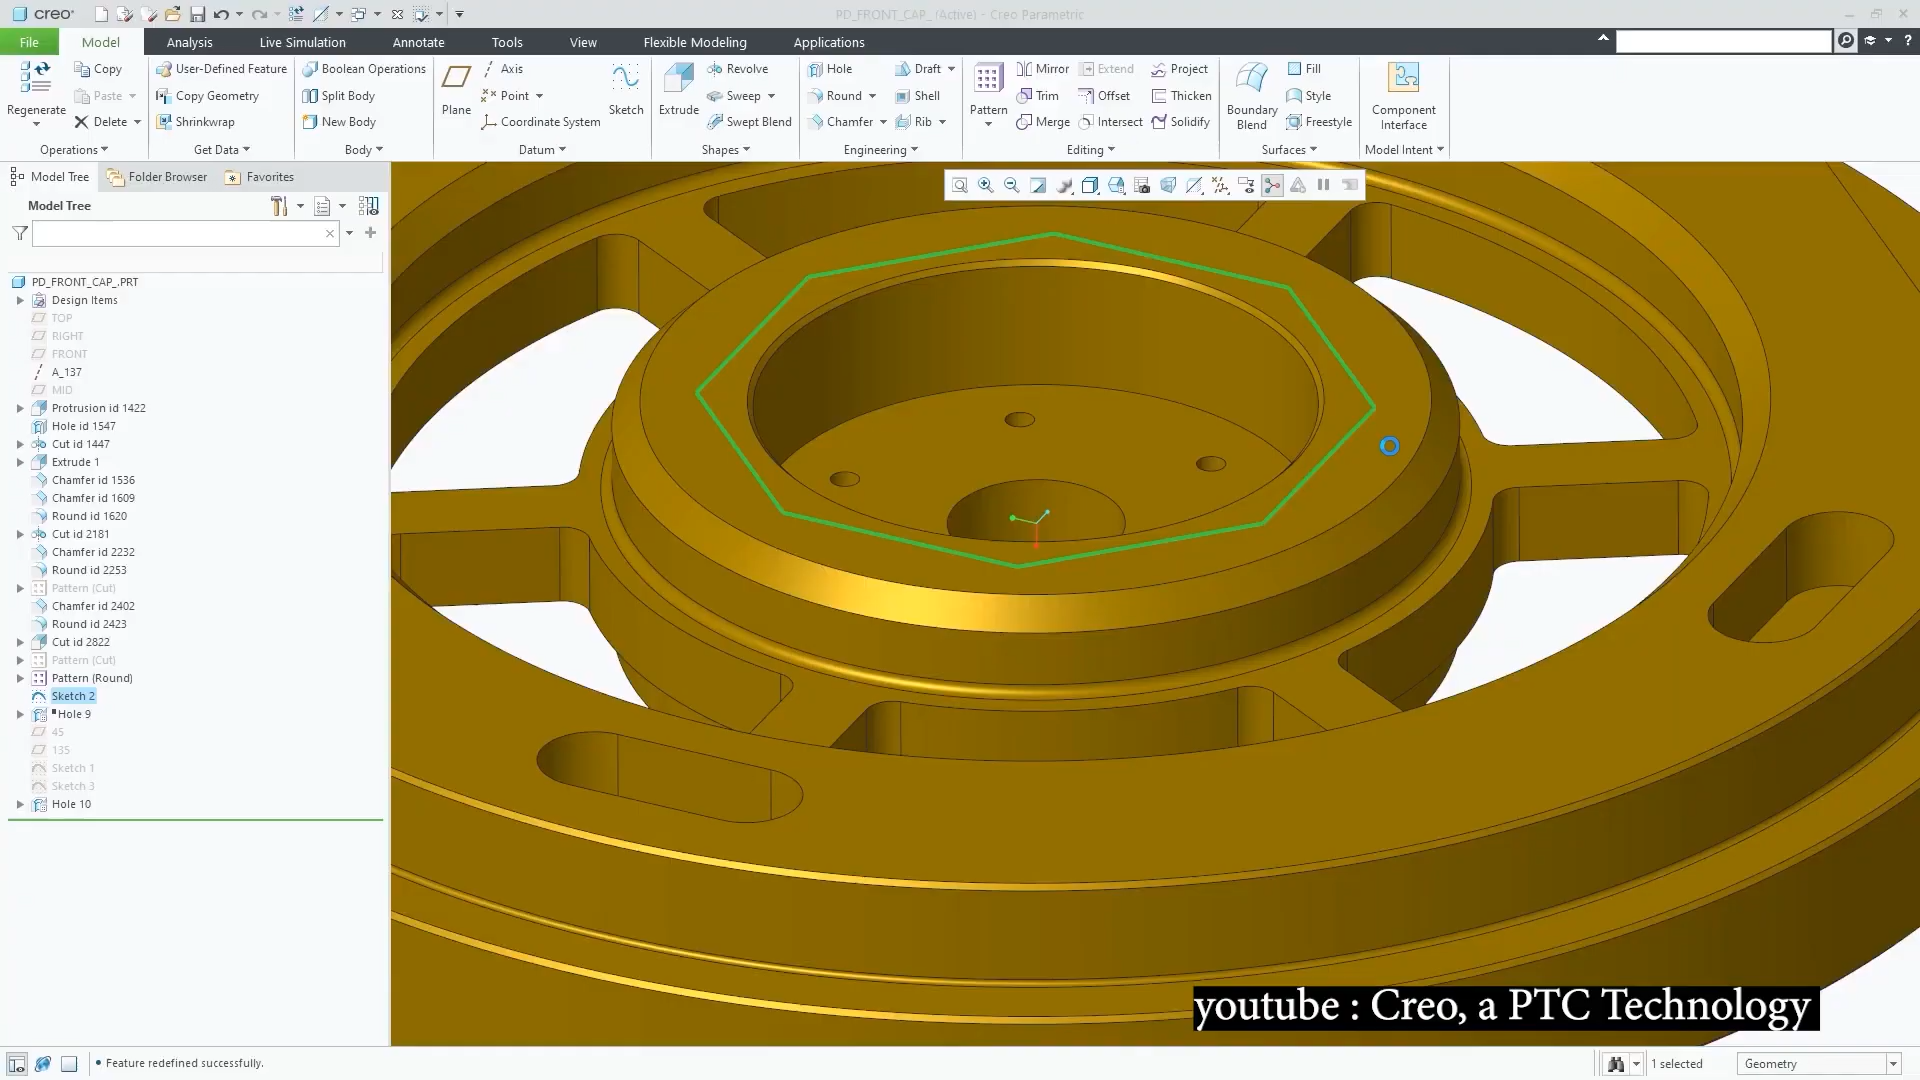 creo
PD_FRONT_CAP_ (Active) - Creo Parametric
File Model Analysis Live Simulation Annotate Tools View Flexible Modeling Applications
Regenerate
Copy
Paste
Delete
Operations
User-Defined Feature
Copy Geometry
Shrinkwrap
Get Data
Boolean Operations
Split Body
New Body
Body
Plane
Axis
Point
Coordinate System
Sketch
Datum
Extrude
Revolve
Sweep
Swept Blend
Shapes
Hole
Round
Chamfer
Draft
Shell
Rib
Engineering
Pattern
Mirror
Trim
Merge
Extend
Offset
Intersect
Project
Thicken
Solidify
Editing
Boundary
Blend
Fill
Style
Freestyle
Surfaces
Component
Interface
Model Intent
Model Tree
Folder Browser
Favorites
Model Tree
PD_FRONT_CAP_.PRT
Design Items
TOP
RIGHT
FRONT
A_137
MID
Protrusion id 1422
Hole id 1547
Cut id 1447
Extrude 1
Chamfer id 1536
Chamfer id 1609
Round id 1620
Cut id 2181
Chamfer id 2232
Round id 2253
Pattern (Cut)
Chamfer id 2402
Round id 2423
Cut id 2822
Pattern (Cut)
Pattern (Round)
Sketch 2
Hole 9
45
135
Sketch 1
Sketch 3
Hole 10
youtube : Creo, a PTC Technology
• Feature redefined successfully.
1 selected
Geometry